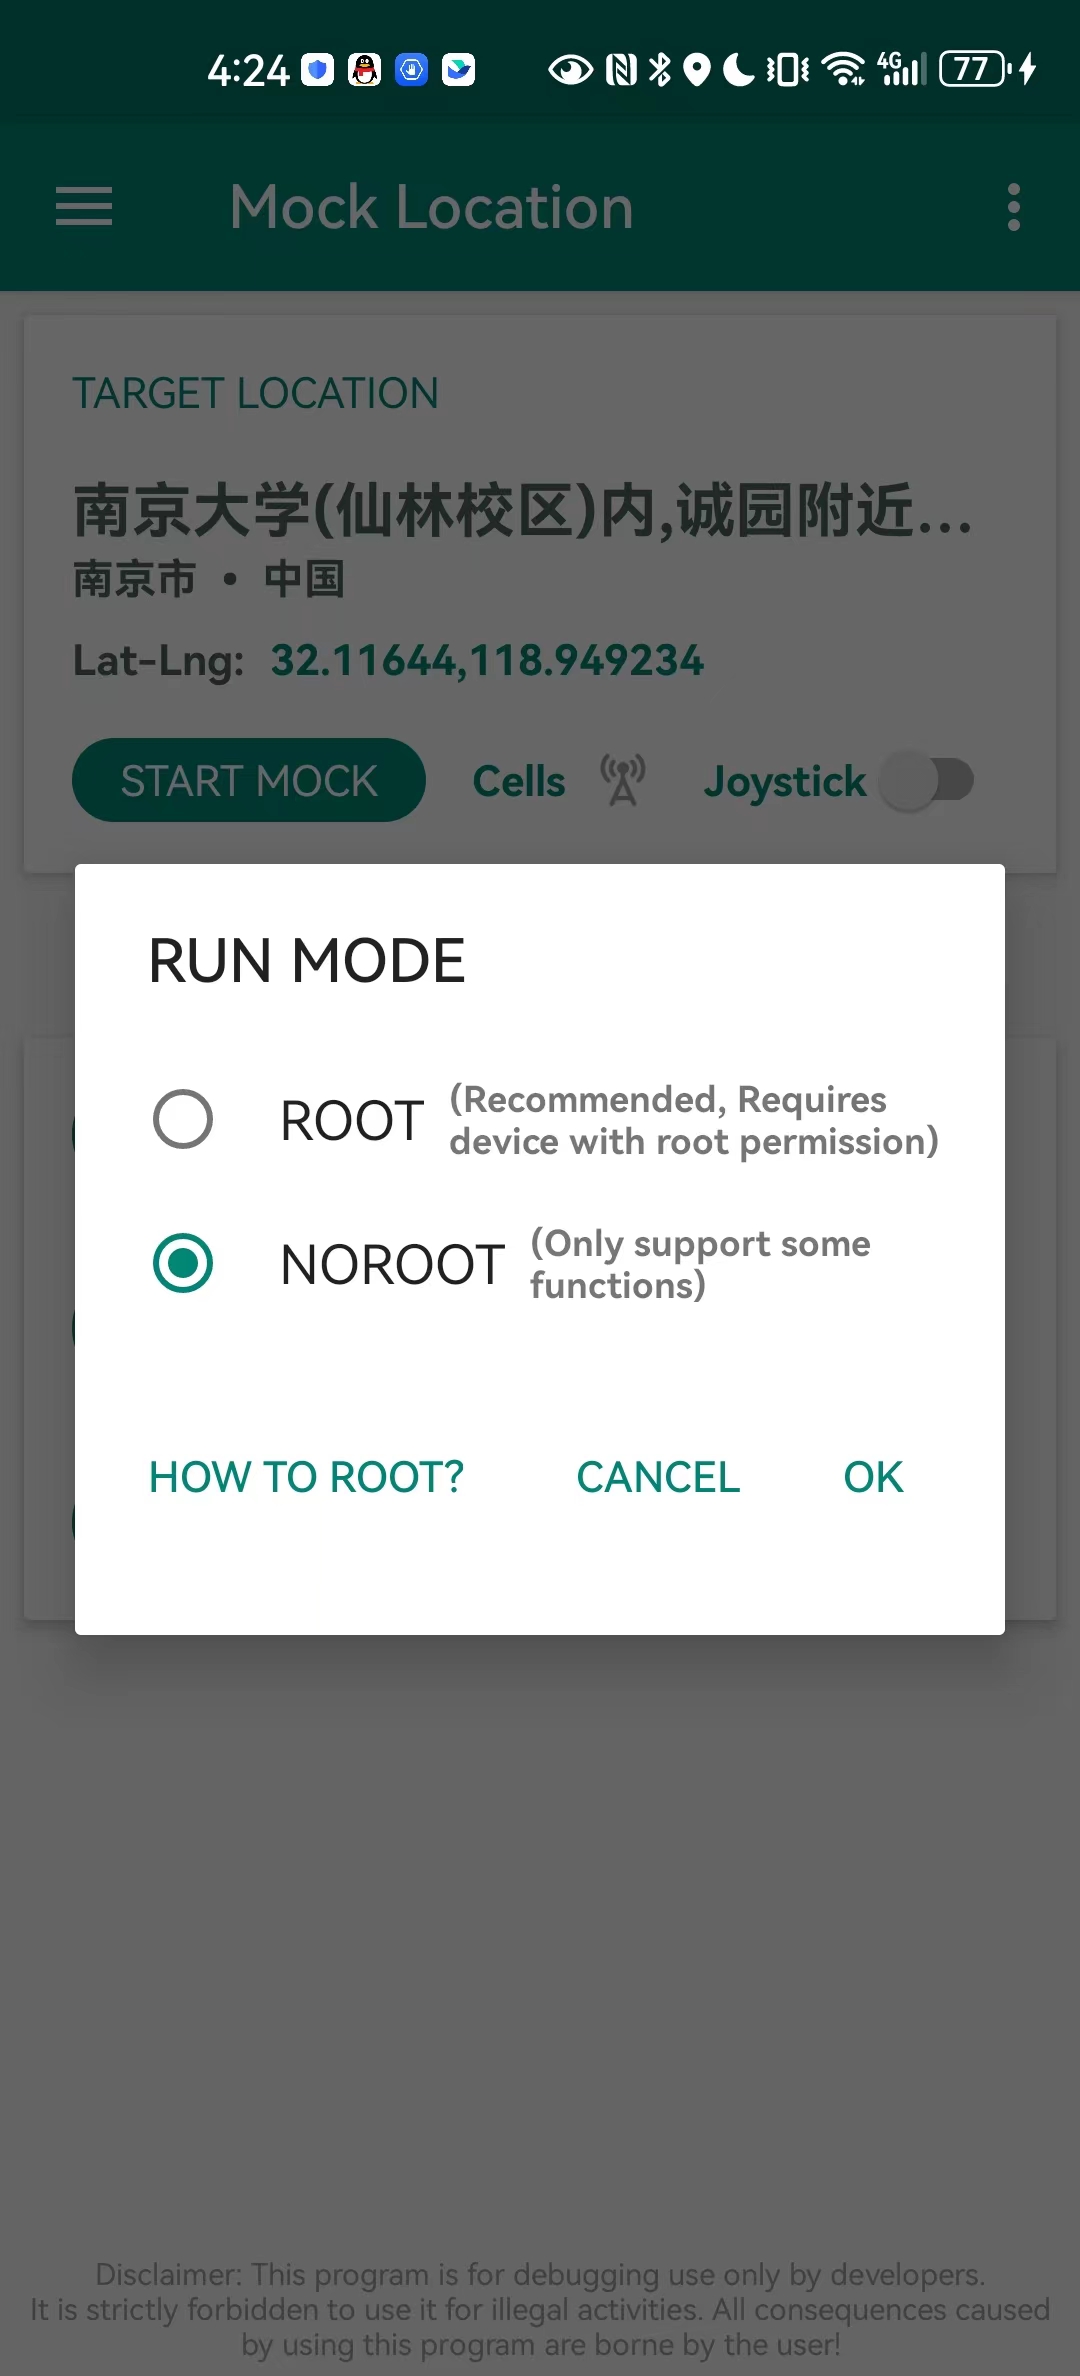 4:24
4G
77
Mock Location
TARGET LOCATION
南京大学(仙林校区)内,诚园附近...
南京市 • 中国
Lat-Lng: 32.11644,118.949234
START MOCK Cells Joystick
RUN MODE
ROOT (Recommended, Requires
device with root permission)
NOROOT (Only support some
functions)
HOW TO ROOT? CANCEL OK
Disclaimer: This program is for debugging use only by developers.
It is strictly forbidden to use it for illegal activities. All consequences caused
by using this program are borne by the user!